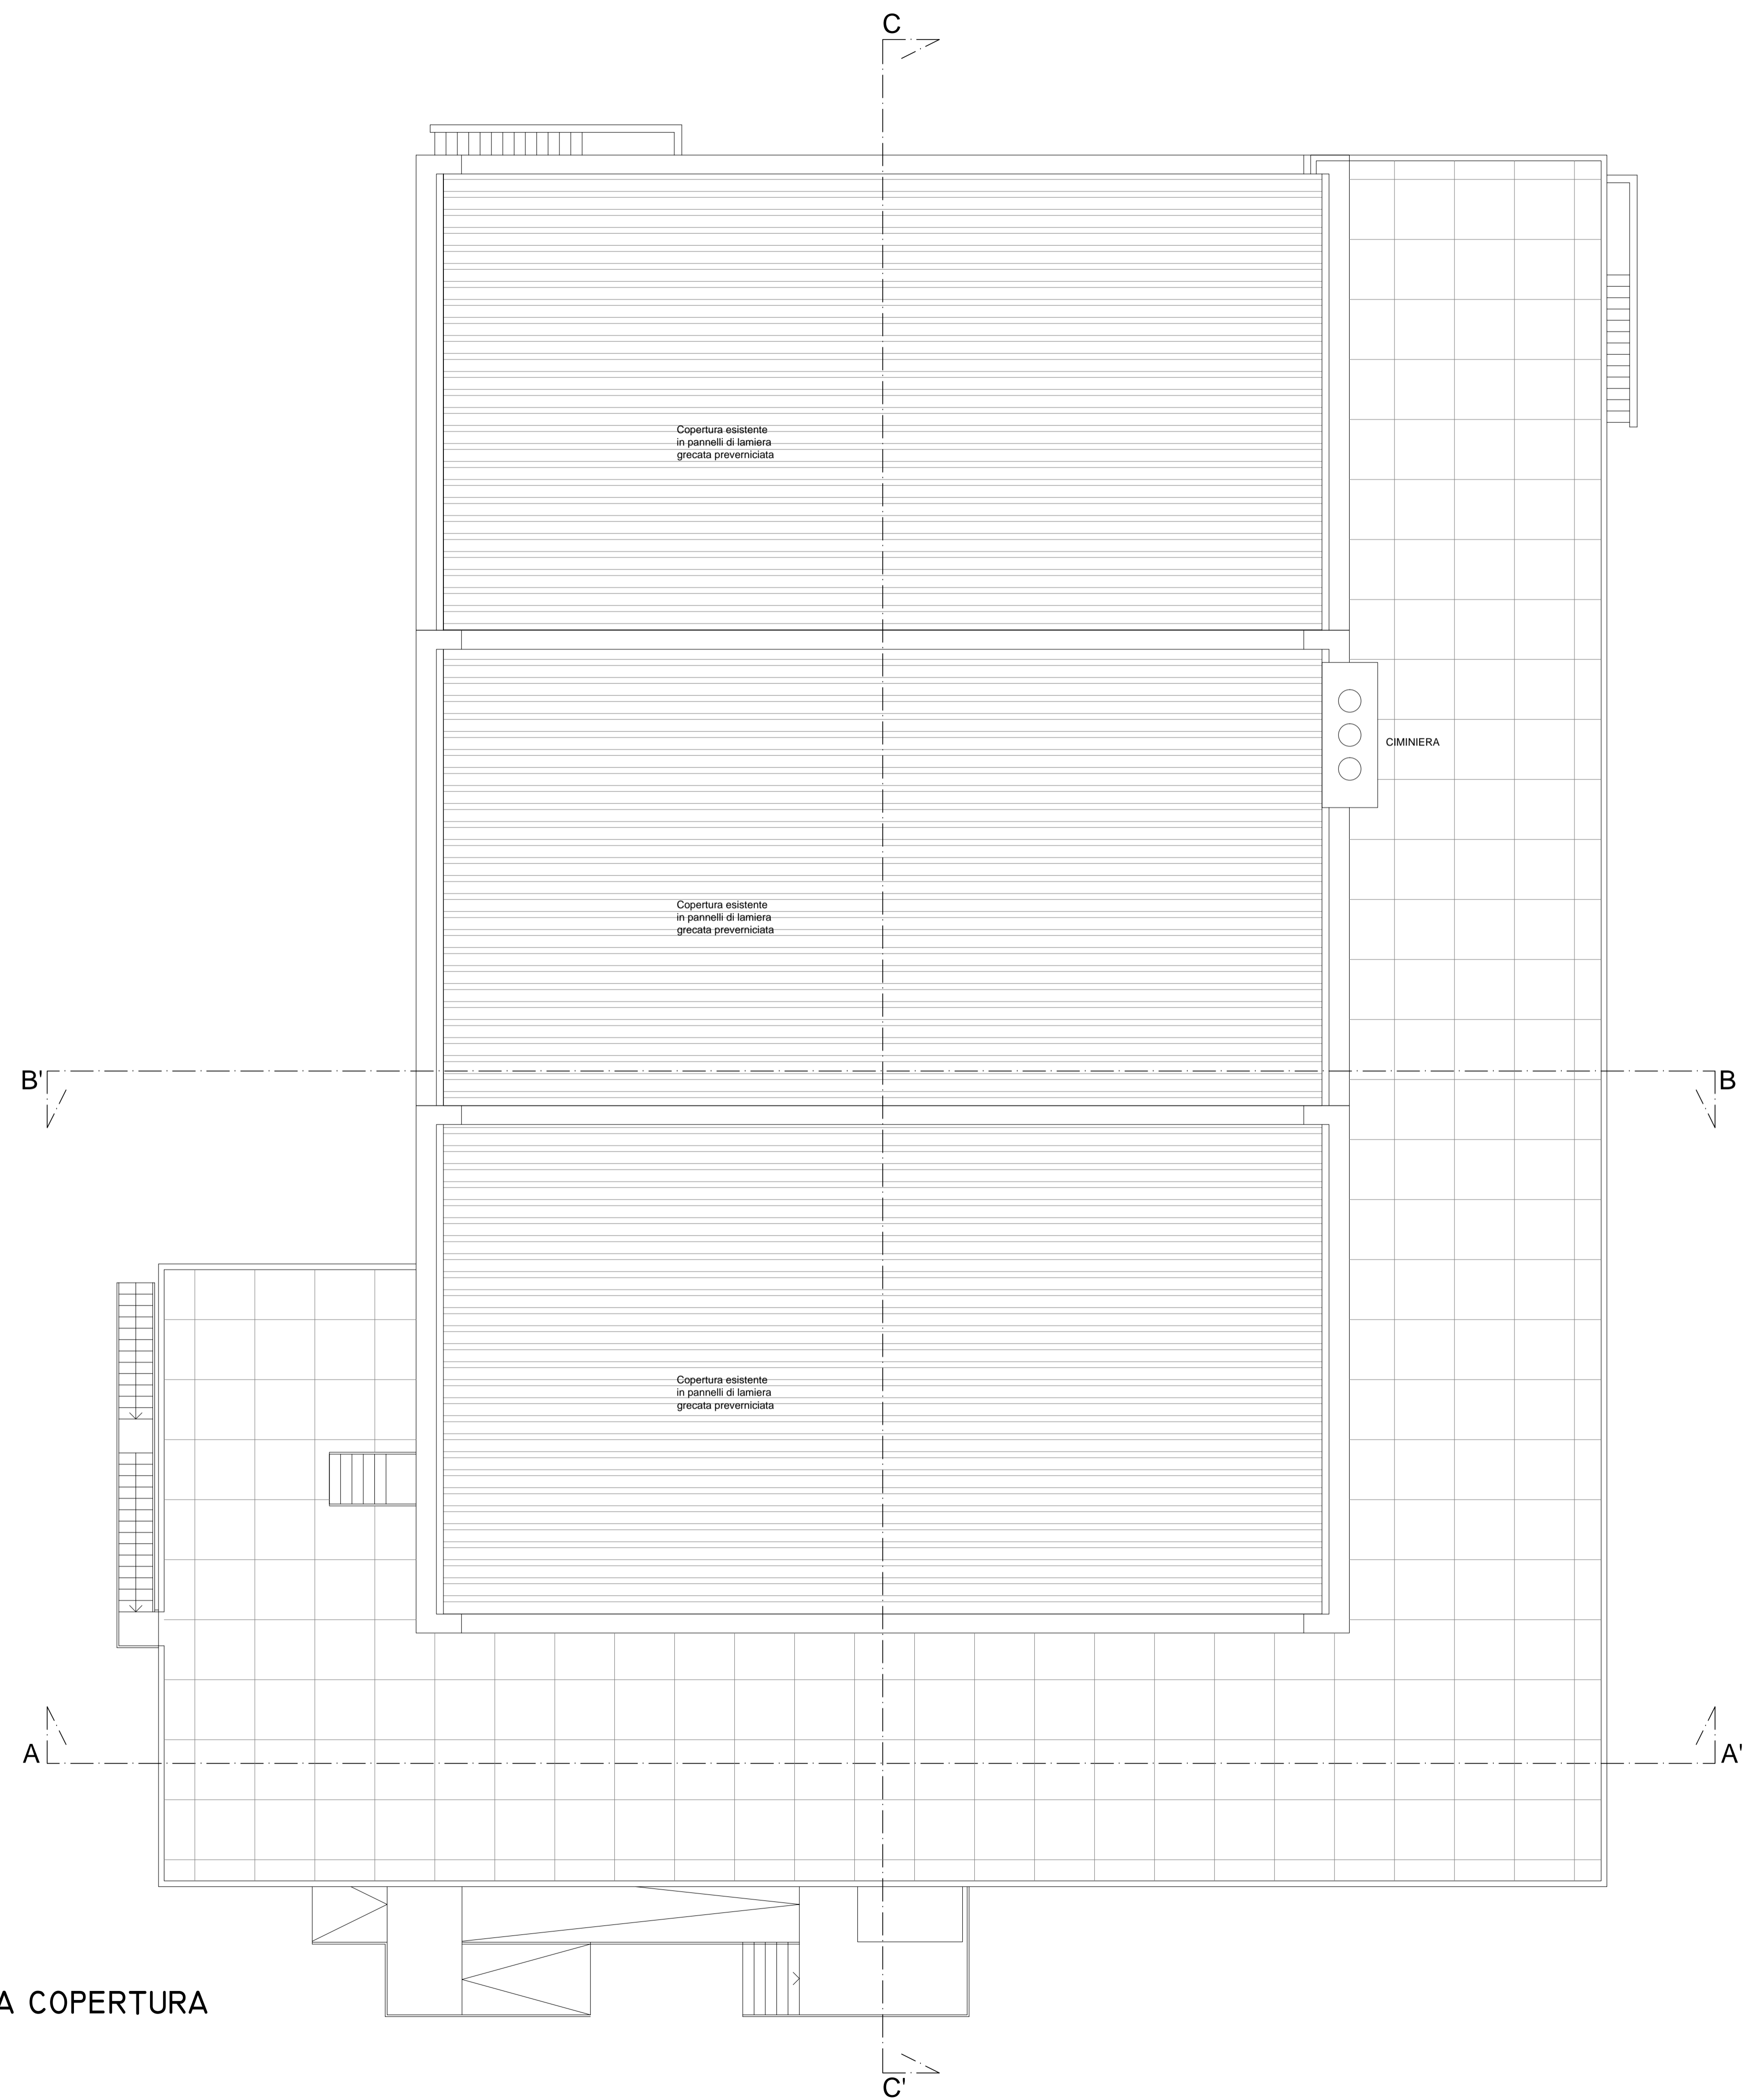 C
Copertura esistente
in pannelli di lamiera
grecata preverniciata
CIMINIERA
Copertura esistente
in pannelli di lamiera
grecata preverniciata
B'
B
Copertura esistente
in pannelli di lamiera
grecata preverniciata
A
A'
A COPERTURA
C'